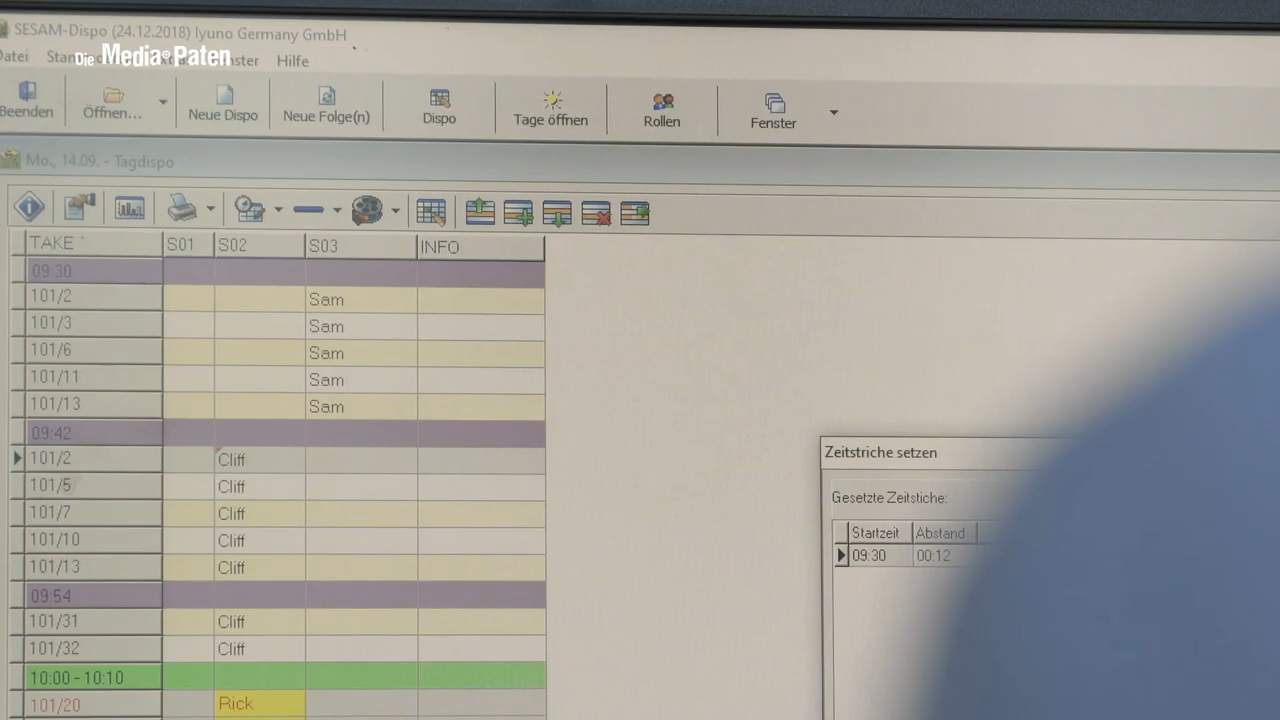 SESAM-Dispo (24.12.2018) Iyuno Germany GmbH
Die Media Paten
Hilfe
Beenden Öffnen... Neue Dispo Neue Folge(n) Dispo Tage öffnen Rollen Fenster
Mo., 14.09. - Tagdispo
TAKE S01 S02 S03 INFO
09:30
101/2 Sam
101/3 Sam
101/6 Sam
101/11 Sam
101/13 Sam
09:42
101/2 Cliff
101/5 Cliff
101/7 Cliff
101/10 Cliff
101/13 Cliff
09:54
101/31 Cliff
101/32 Cliff
10:00 - 10:10
101/20 Rick
Zeitstriche setzen
Gesetzte Zeitstiche:
Startzeit Abstand
09:30 00:12